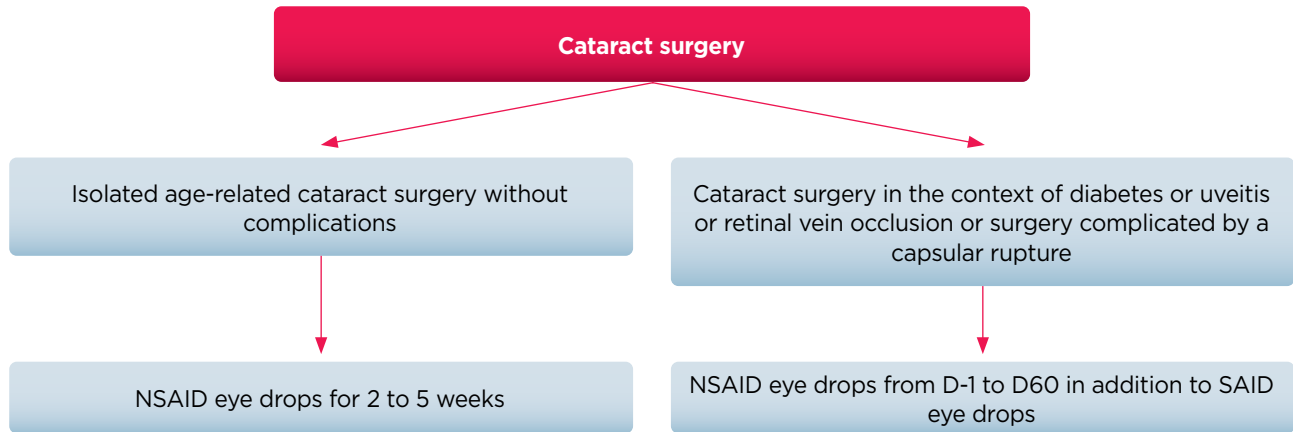 Cataract surgery
Isolated age-related cataract surgery without
complications
Cataract surgery in the context of diabetes or uveitis
or retinal vein occlusion or surgery complicated by a
capsular rupture
NSAID eye drops for 2 to 5 weeks
NSAID eye drops from D-1 to D60 in addition to SAID
eye drops